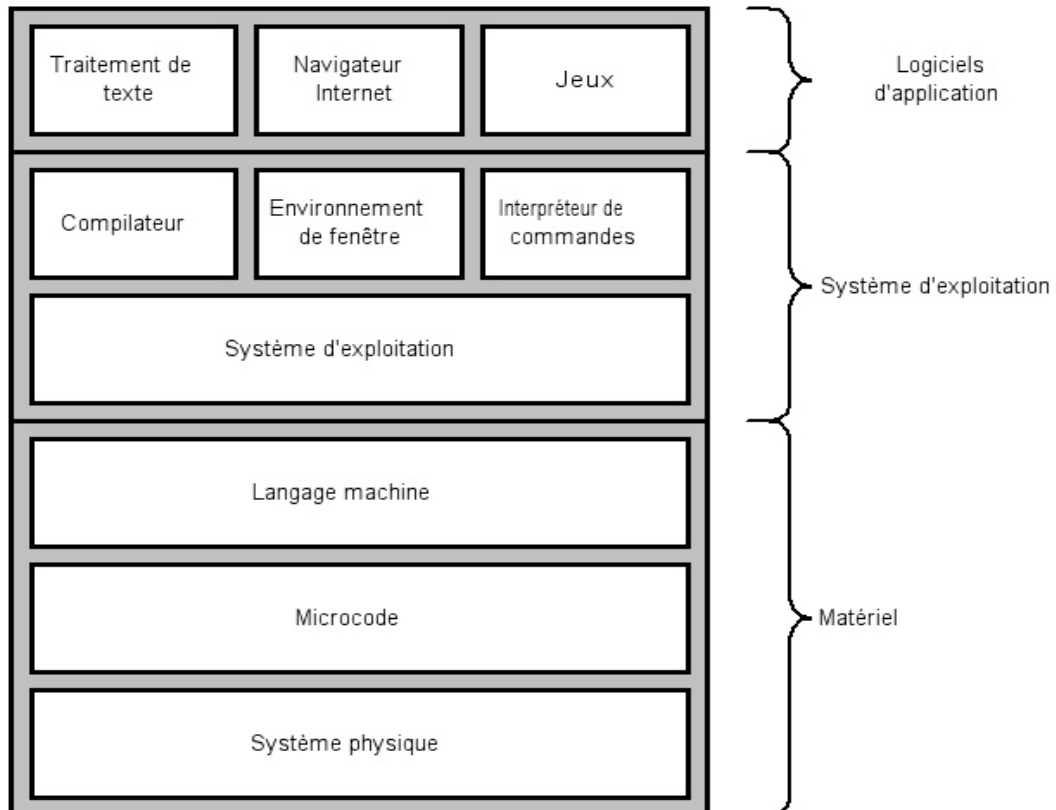 Traitement de
texte
Navigateur
Internet
Jeux
Logiciels
d'application
Compilateur
Environnement
de fenêtre
Interpréteur de
commandes
Système d'exploitation
Système d'exploitation
Langage machine
Microcode
Matériel
Système physique